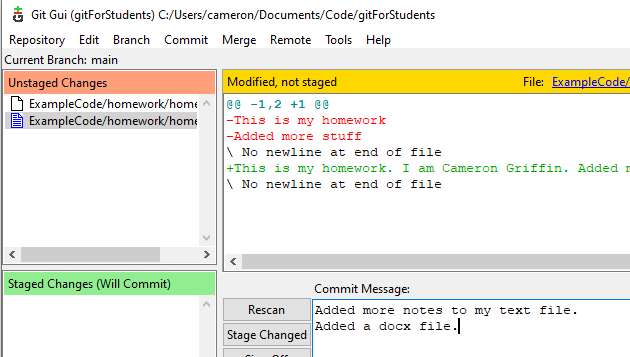 Git Gui (gitForStudents) C:/Users/cameron/Documents/Code/gitForStudents
Repository Edit Branch Commit Merge Remote Tools Help
Current Branch: main
Unstaged Changes
ExampleCode/homework/home
ExampleCode/homework/home
Modified, not staged File: ExampleCode/
@@ -1,2 +1 @@
-This is my homework
-Added more stuff
\ No newline at end of file
+This is my homework. I am Cameron Griffin. Added
\ No newline at end of file
Staged Changes (Will Commit)
Commit Message:
Rescan
Stage Changed
Added more notes to my text file.
Added a docx file.